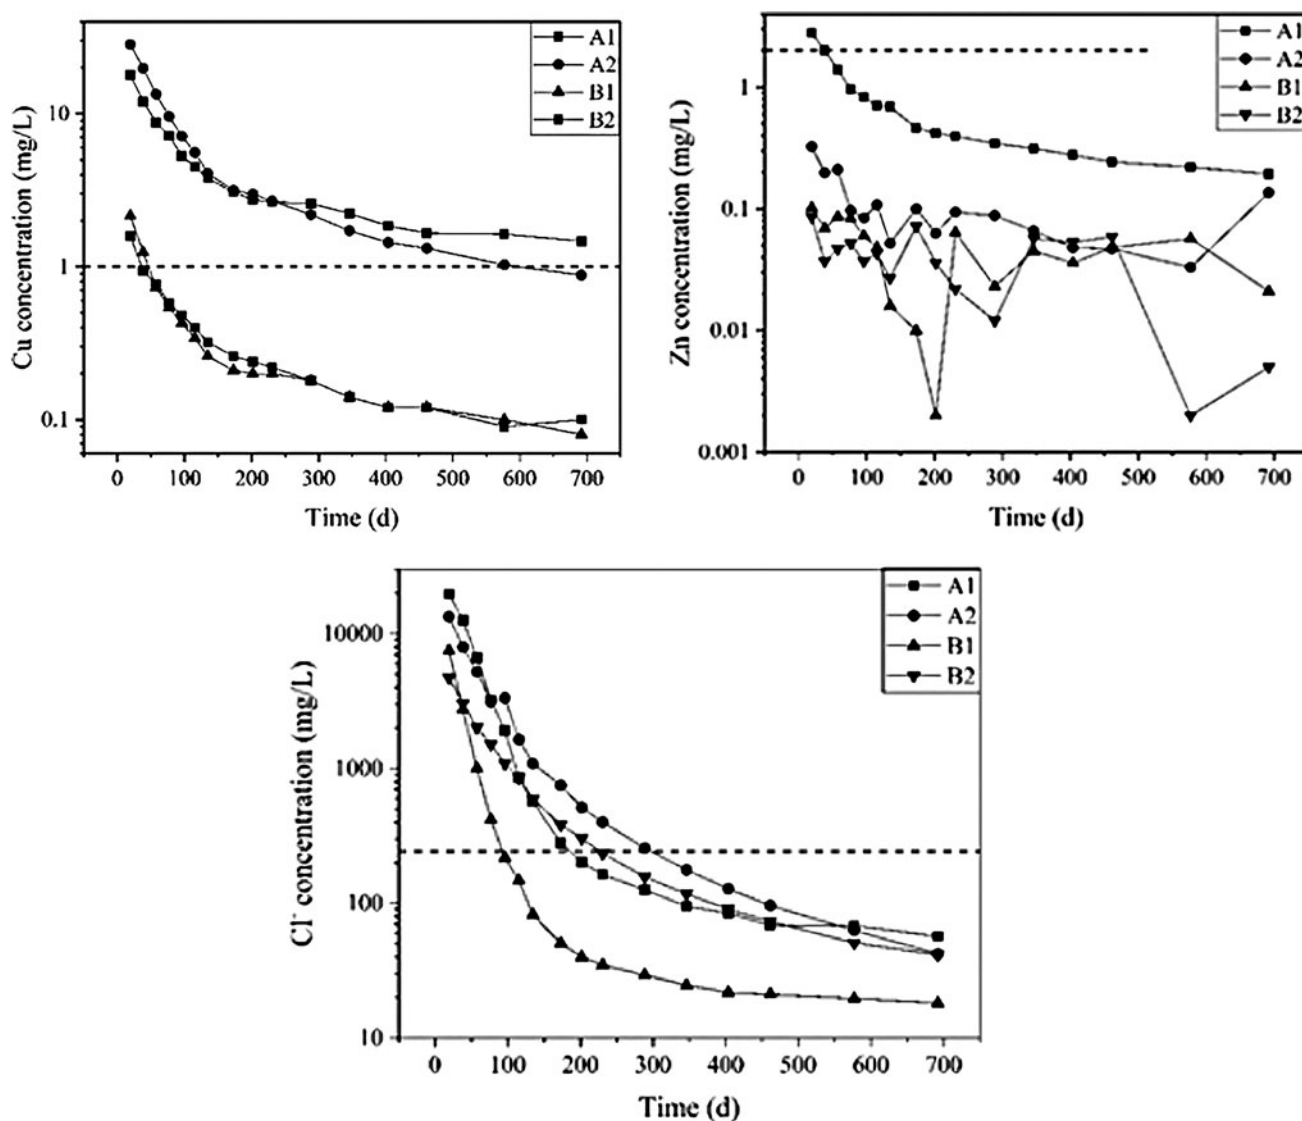 A1
A2
B1
B2
10
1
0.1
Cu concentration (mg/L)
0 100 200 300 400 500 600 700
Time (d)
A1
A2
B1
B2
1
0.1
0.01
0.001
Zn concentration (mg/L)
0 100 200 300 400 500 600 700
Time (d)
A1
A2
B1
B2
10000
1000
100
10
Cl⁻ concentration (mg/L)
0 100 200 300 400 500 600 700
Time (d)